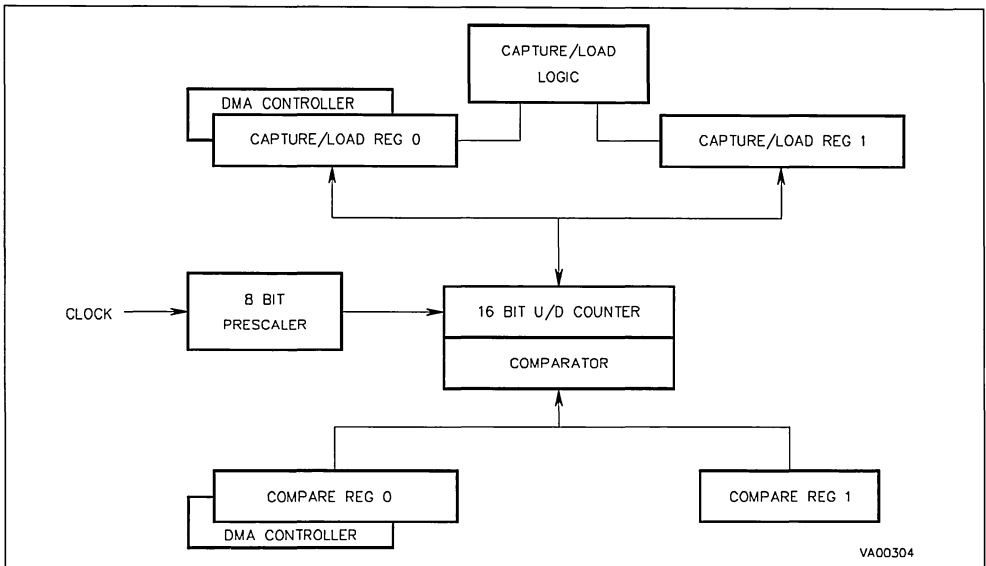 CAPTURE/LOAD
LOGIC
DMA CONTROLLER
CAPTURE/LOAD REG 0
CAPTURE/LOAD REG 1
CLOCK
8 BIT
PRESCALER
16 BIT U/D COUNTER
COMPARATOR
COMPARE REG 0
COMPARE REG 1
DMA CONTROLLER
VA00304